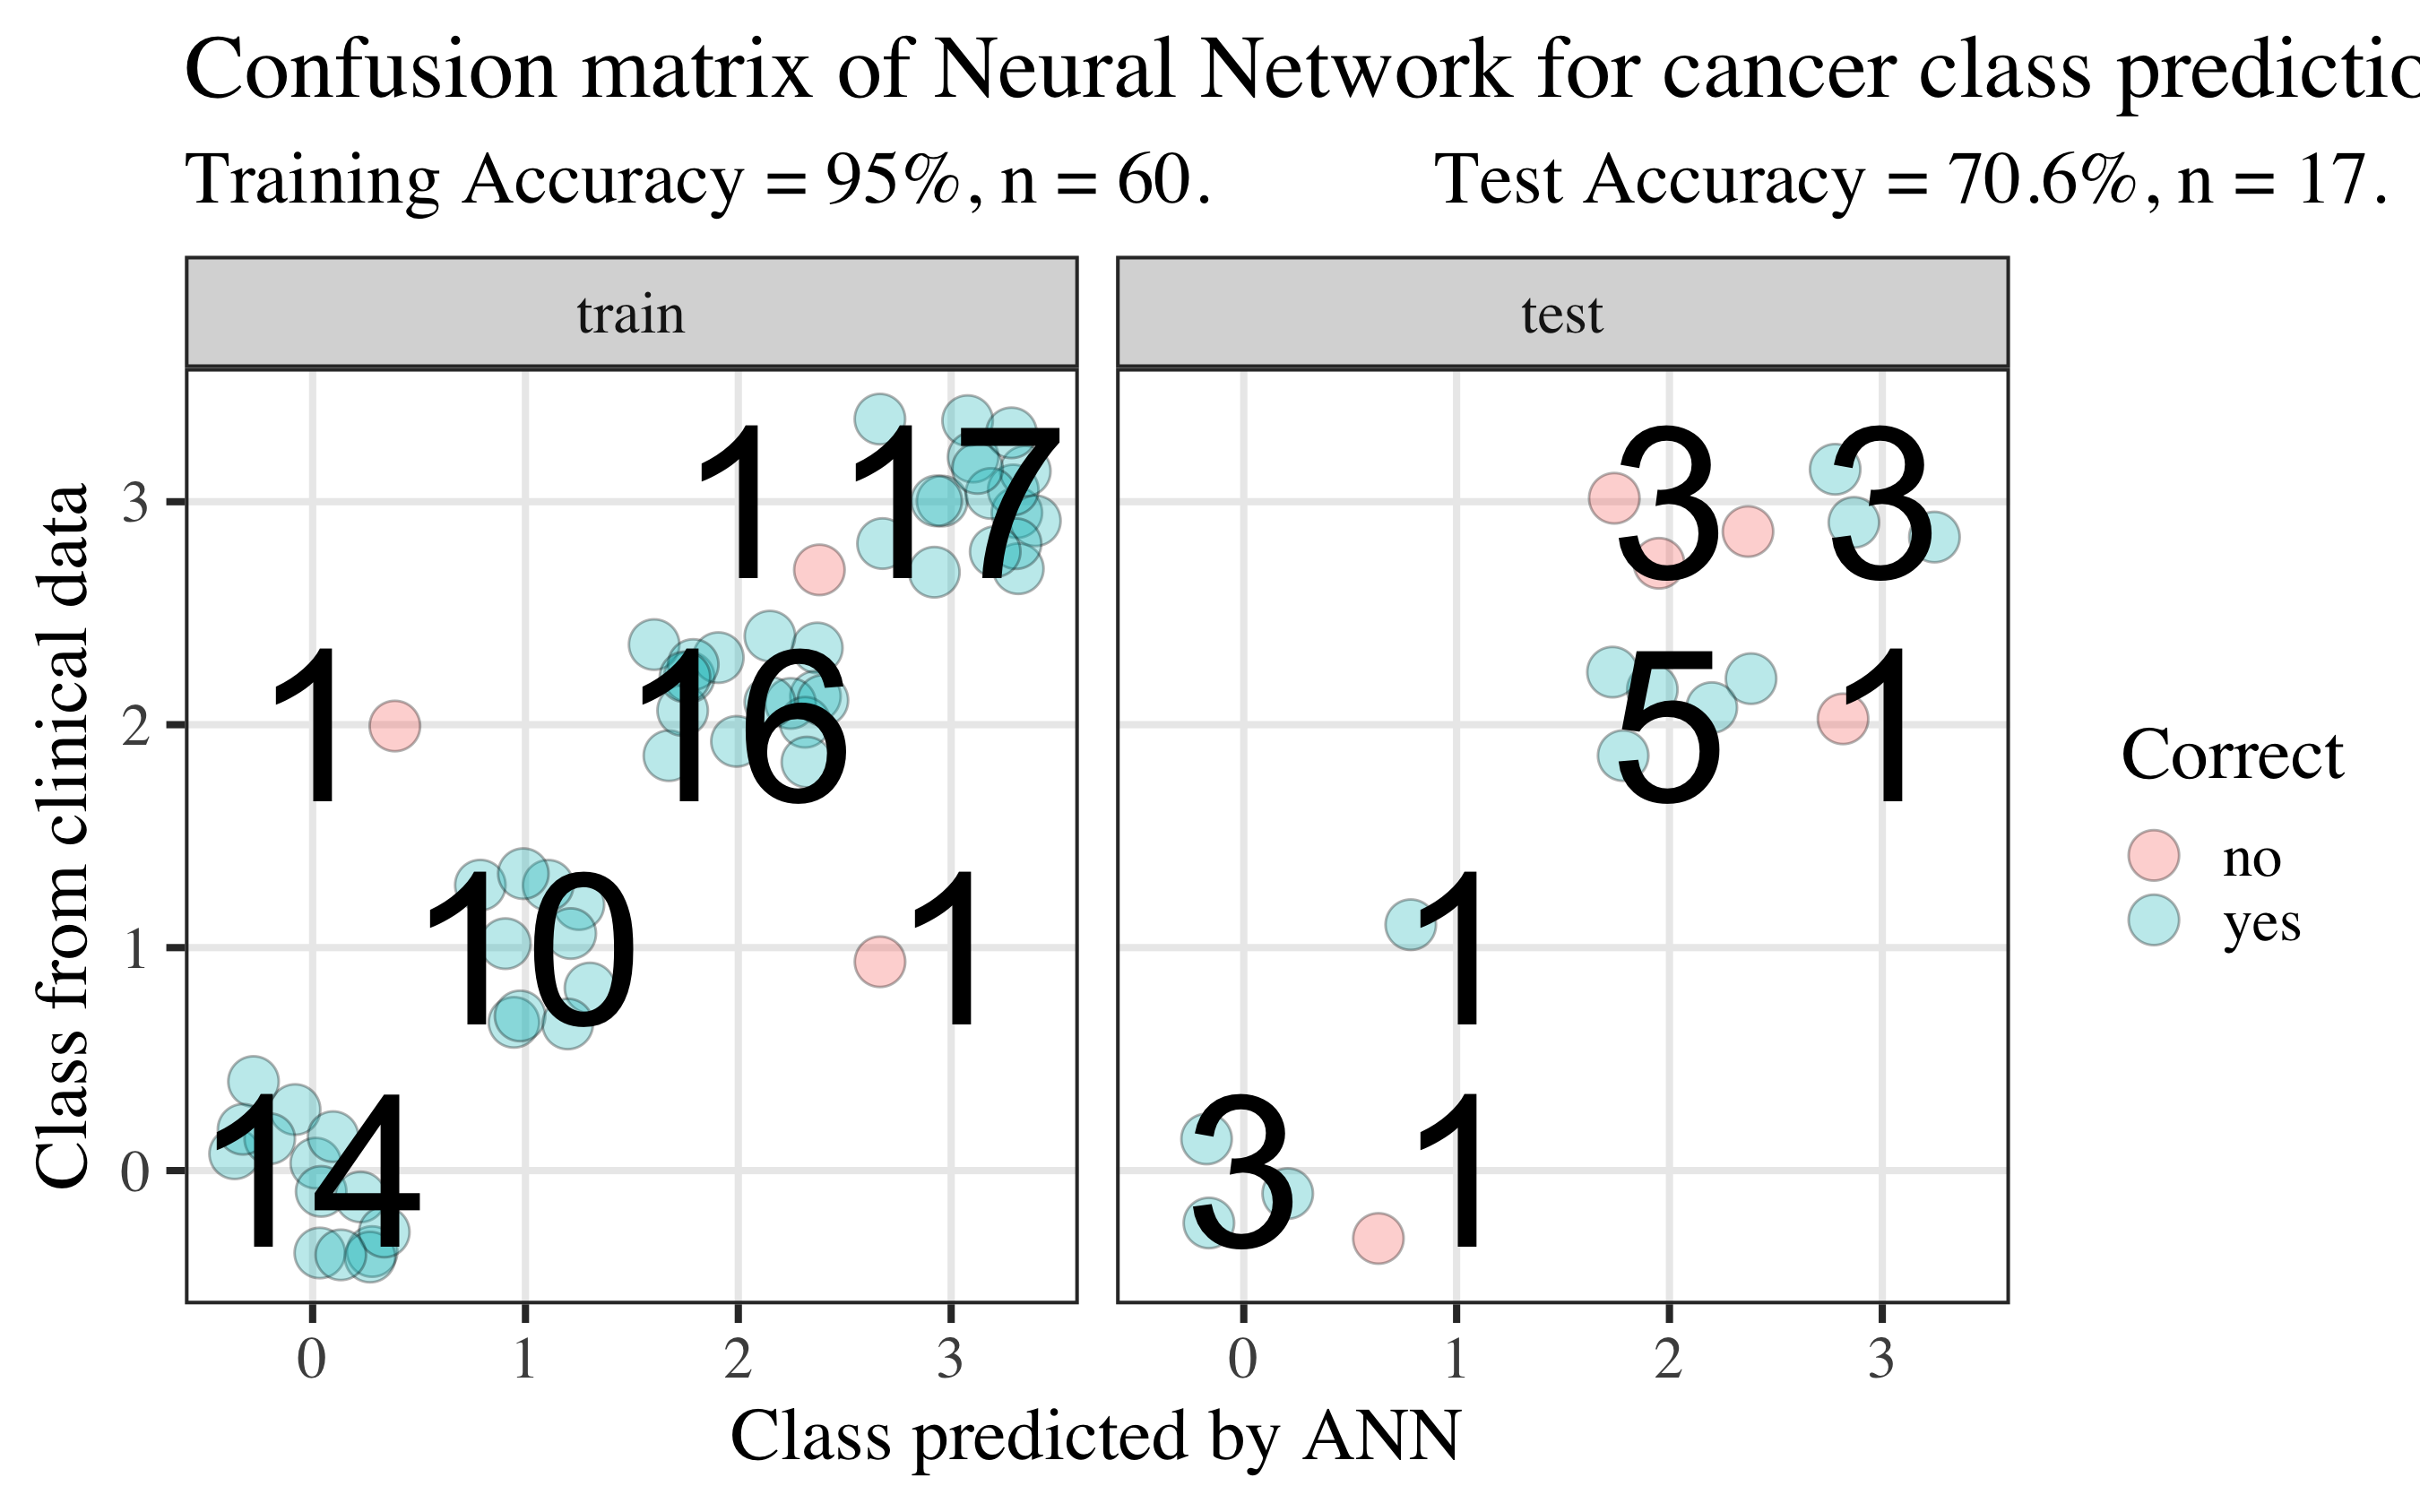 Confusion matrix of Neural Network for cancer class predictio
Training Accuracy = 95%, n = 60. Test Accuracy = 70.6%, n = 17.
train test
1 17 3 3
3
1 16 5 1
2
10 1 1
1
14 3 1
0
0 1 2 3 0 1 2 3
Class predicted by ANN
Class from clinical data
Correct
no
yes